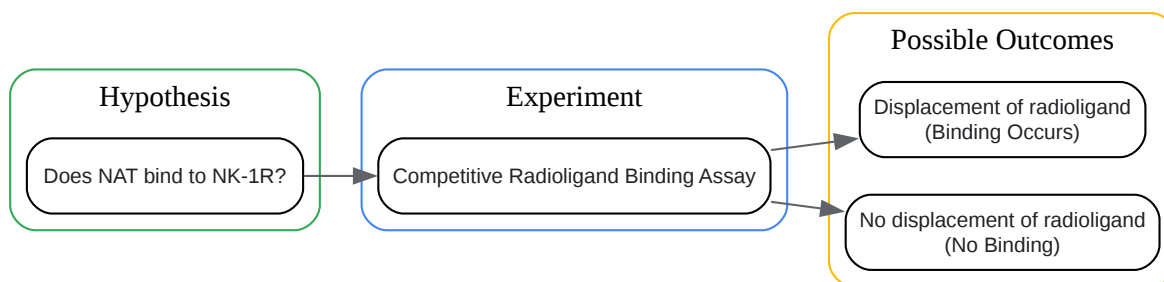 Hypothesis
Does NAT bind to NK-1R?
Experiment
Competitive Radioligand Binding Assay
Possible Outcomes
Displacement of radioligand
(Binding Occurs)
No displacement of radioligand
(No Binding)